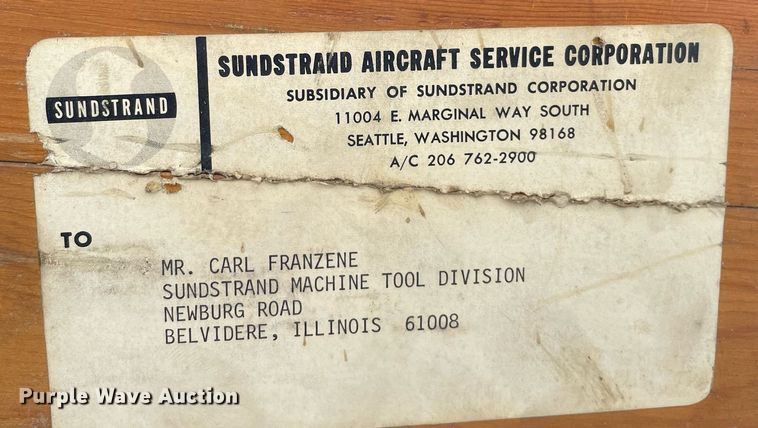 SUNDSTRAND
SUNDSTRAND AIRCRAFT SERVICE CORPORATION
SUBSIDIARY OF SUNDSTRAND CORPORATION
11004 E. MARGINAL WAY SOUTH
SEATTLE, WASHINGTON 98168
A/C 206 762-2900
TO
MR. CARL FRANZENE
SUNDSTRAND MACHINE TOOL DIVISION
NEWBURG ROAD
BELVIDERE, ILLINOIS 61008
Purple Wave Auction